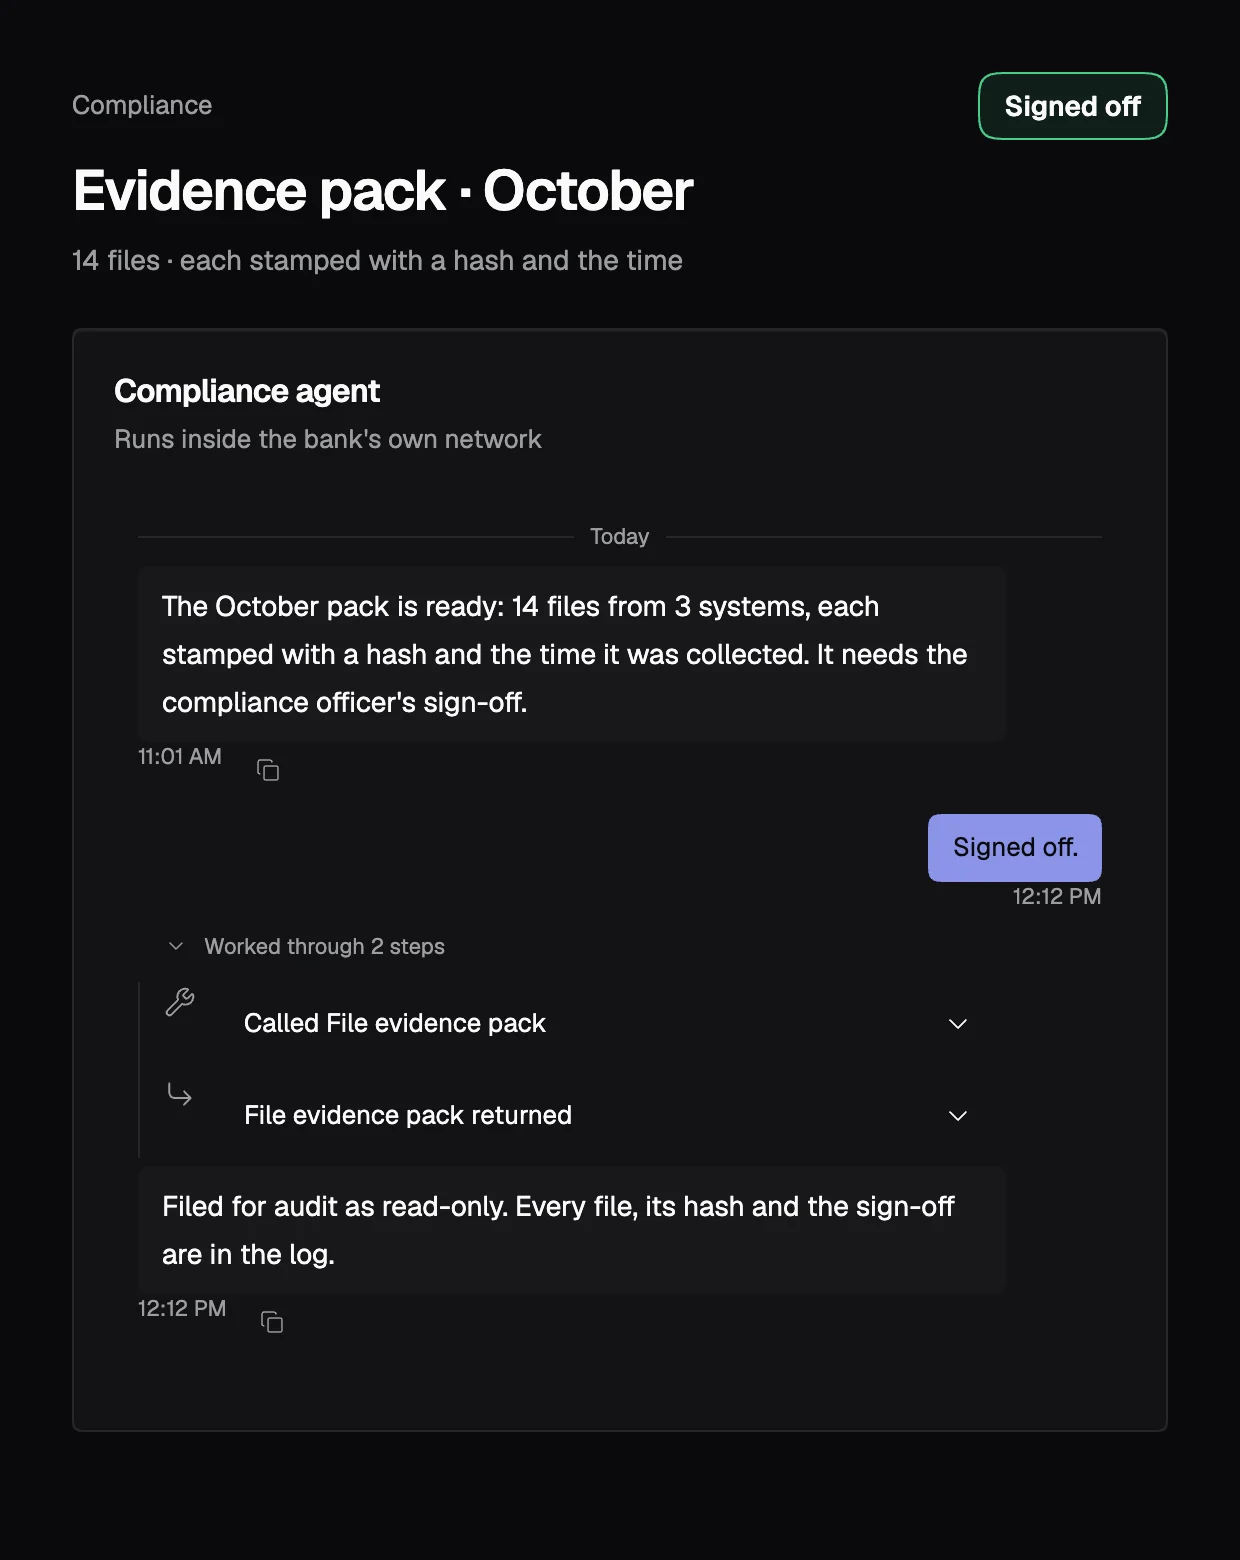 Compliance
Signed off
Evidence pack · October
14 files · each stamped with a hash and the time
Compliance agent
Runs inside the bank's own network
Today
The October pack is ready: 14 files from 3 systems, each
stamped with a hash and the time it was collected. It needs the
compliance officer's sign-off.
11:01 AM
Signed off.
12:12 PM
Worked through 2 steps
Called File evidence pack
File evidence pack returned
Filed for audit as read-only. Every file, its hash and the sign-off
are in the log.
12:12 PM